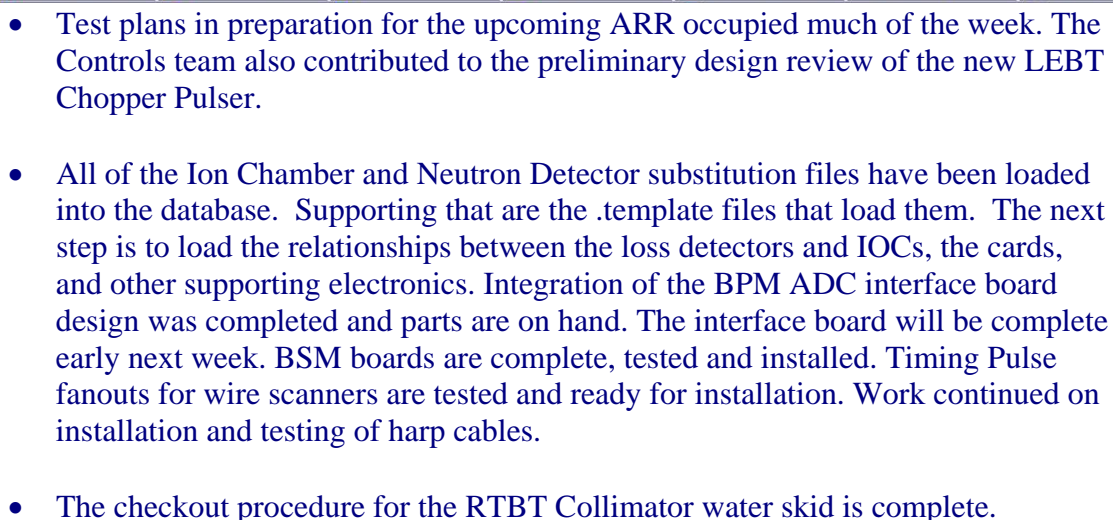 • Test plans in preparation for the upcoming ARR occupied much of the week. The
Controls team also contributed to the preliminary design review of the new LEBT
Chopper Pulser.
• All of the Ion Chamber and Neutron Detector substitution files have been loaded
into the database.  Supporting that are the .template files that load them.  The next
step is to load the relationships between the loss detectors and IOCs, the cards,
and other supporting electronics. Integration of the BPM ADC interface board
design was completed and parts are on hand. The interface board will be complete
early next week. BSM boards are complete, tested and installed. Timing Pulse
fanouts for wire scanners are tested and ready for installation. Work continued on
installation and testing of harp cables.
• The checkout procedure for the RTBT Collimator water skid is complete.